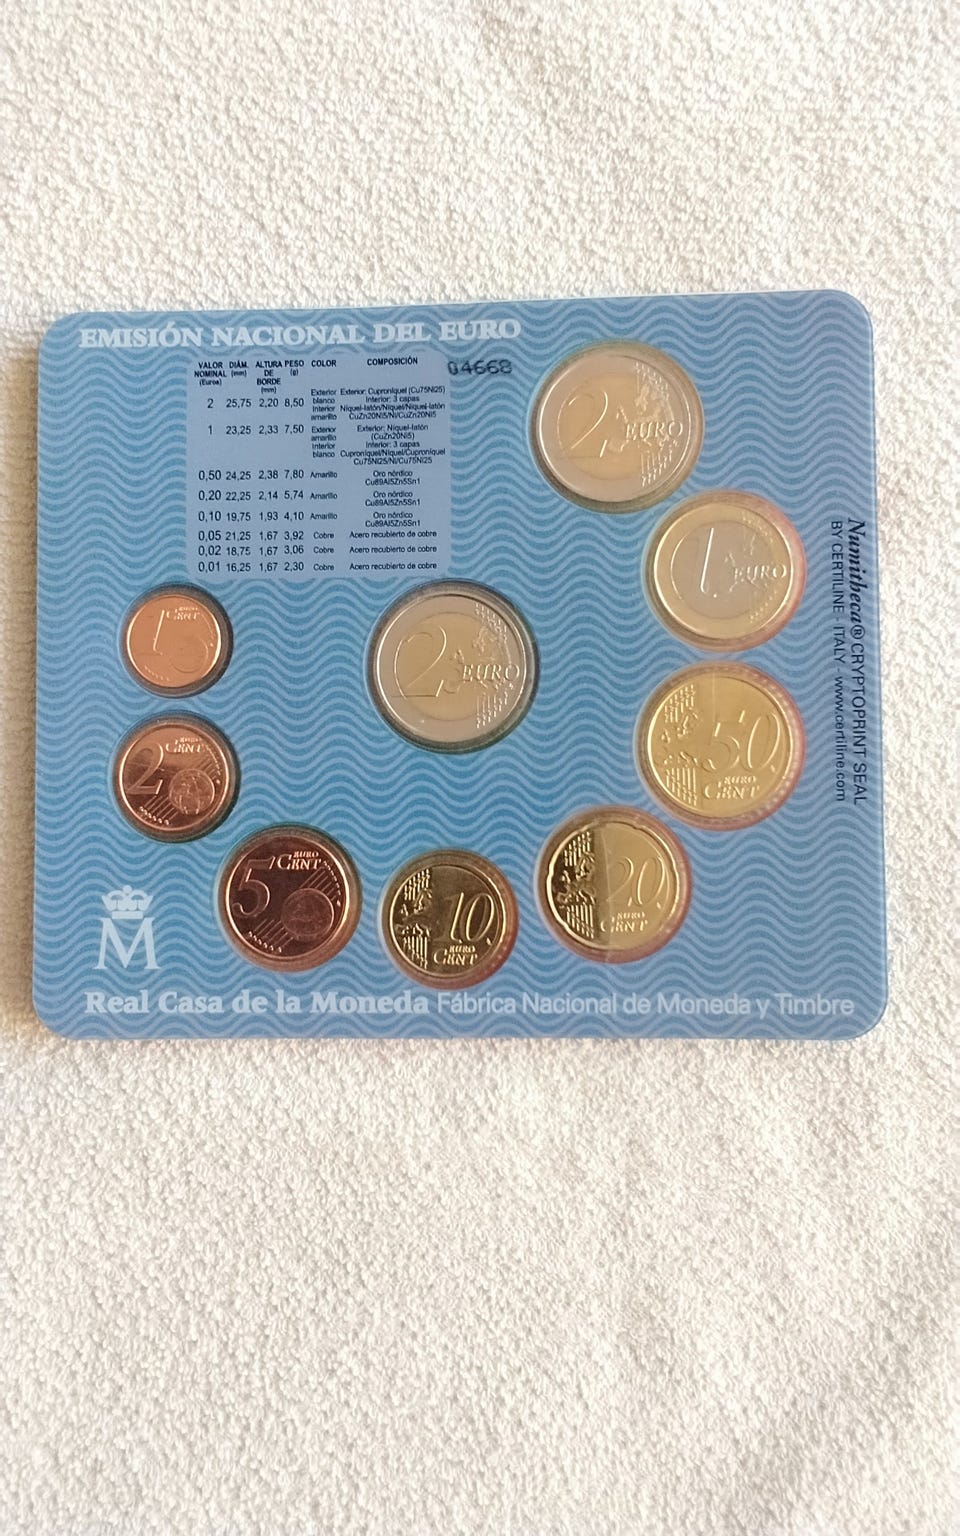 EMISIÓN NACIONAL DEL EURO
VALOR NOMINAL (Euros) DIÁM. (mm) ALTURA DE BORDE (mm) PESO (g) COLOR COMPOSICIÓN
04668
2 25,75 2,20 8,50 Exterior blanco Interior amarillo Exterior: Cuproníquel (Cu75Ni25) Interior: 3 capas Níquel-latón/Níquel/Níquel-latón CuZn20Ni5/Ni/CuZn20Ni5
1 23,25 2,33 7,50 Exterior amarillo Interior blanco Exterior: Níquel-latón (CuZn20Ni5) Interior: 3 capas Cuproníquel/Níquel/Cuproníquel Cu75Ni25/Ni/Cu75Ni25
0,50 24,25 2,38 7,80 Amarillo Oro nórdico Cu89Al5Zn5Sn1
0,20 22,25 2,14 5,74 Amarillo Oro nórdico Cu89Al5Zn5Sn1
0,10 19,75 1,93 4,10 Amarillo Oro nórdico Cu89Al5Zn5Sn1
0,05 21,25 1,67 3,92 Cobre Acero recubierto de cobre
0,02 18,75 1,67 3,06 Cobre Acero recubierto de cobre
0,01 16,25 1,67 2,30 Cobre Acero recubierto de cobre
2 EURO
1 EURO
50 EURO CENT
20 EURO CENT
10 EURO CENT
5 EURO CENT
2 EURO CENT
1 EURO CENT
2 EURO
Numitheca® CRYPTOPRINT SEAL
BY CERTILINE - ITALY - www.certiline.com
M
Real Casa de la Moneda Fábrica Nacional de Moneda y Timbre